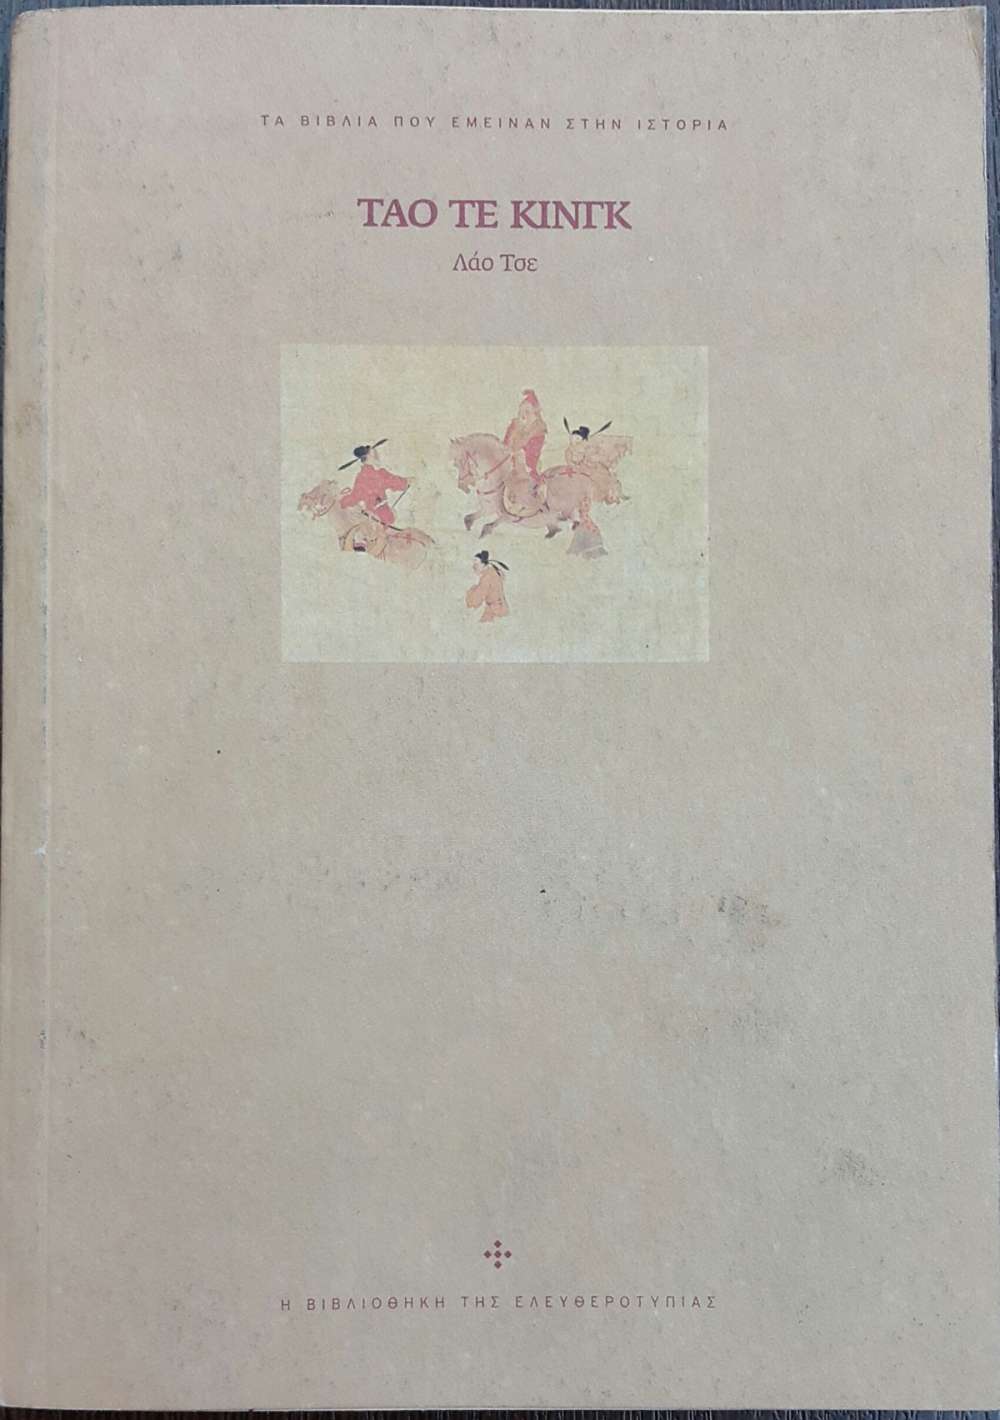 ΤΑ ΒΙΒΛΙΑ ΠΟΥ ΕΜΕΙΝΑΝ ΣΤΗΝ ΙΣΤΟΡΙΑ
ΤΑΟ ΤΕ ΚΙΝΓΚ
Λάο Τσε
Η ΒΙΒΛΙΟΘΗΚΗ ΤΗΣ ΕΛΕΥΘΕΡΟΤΥΠΙΑΣ